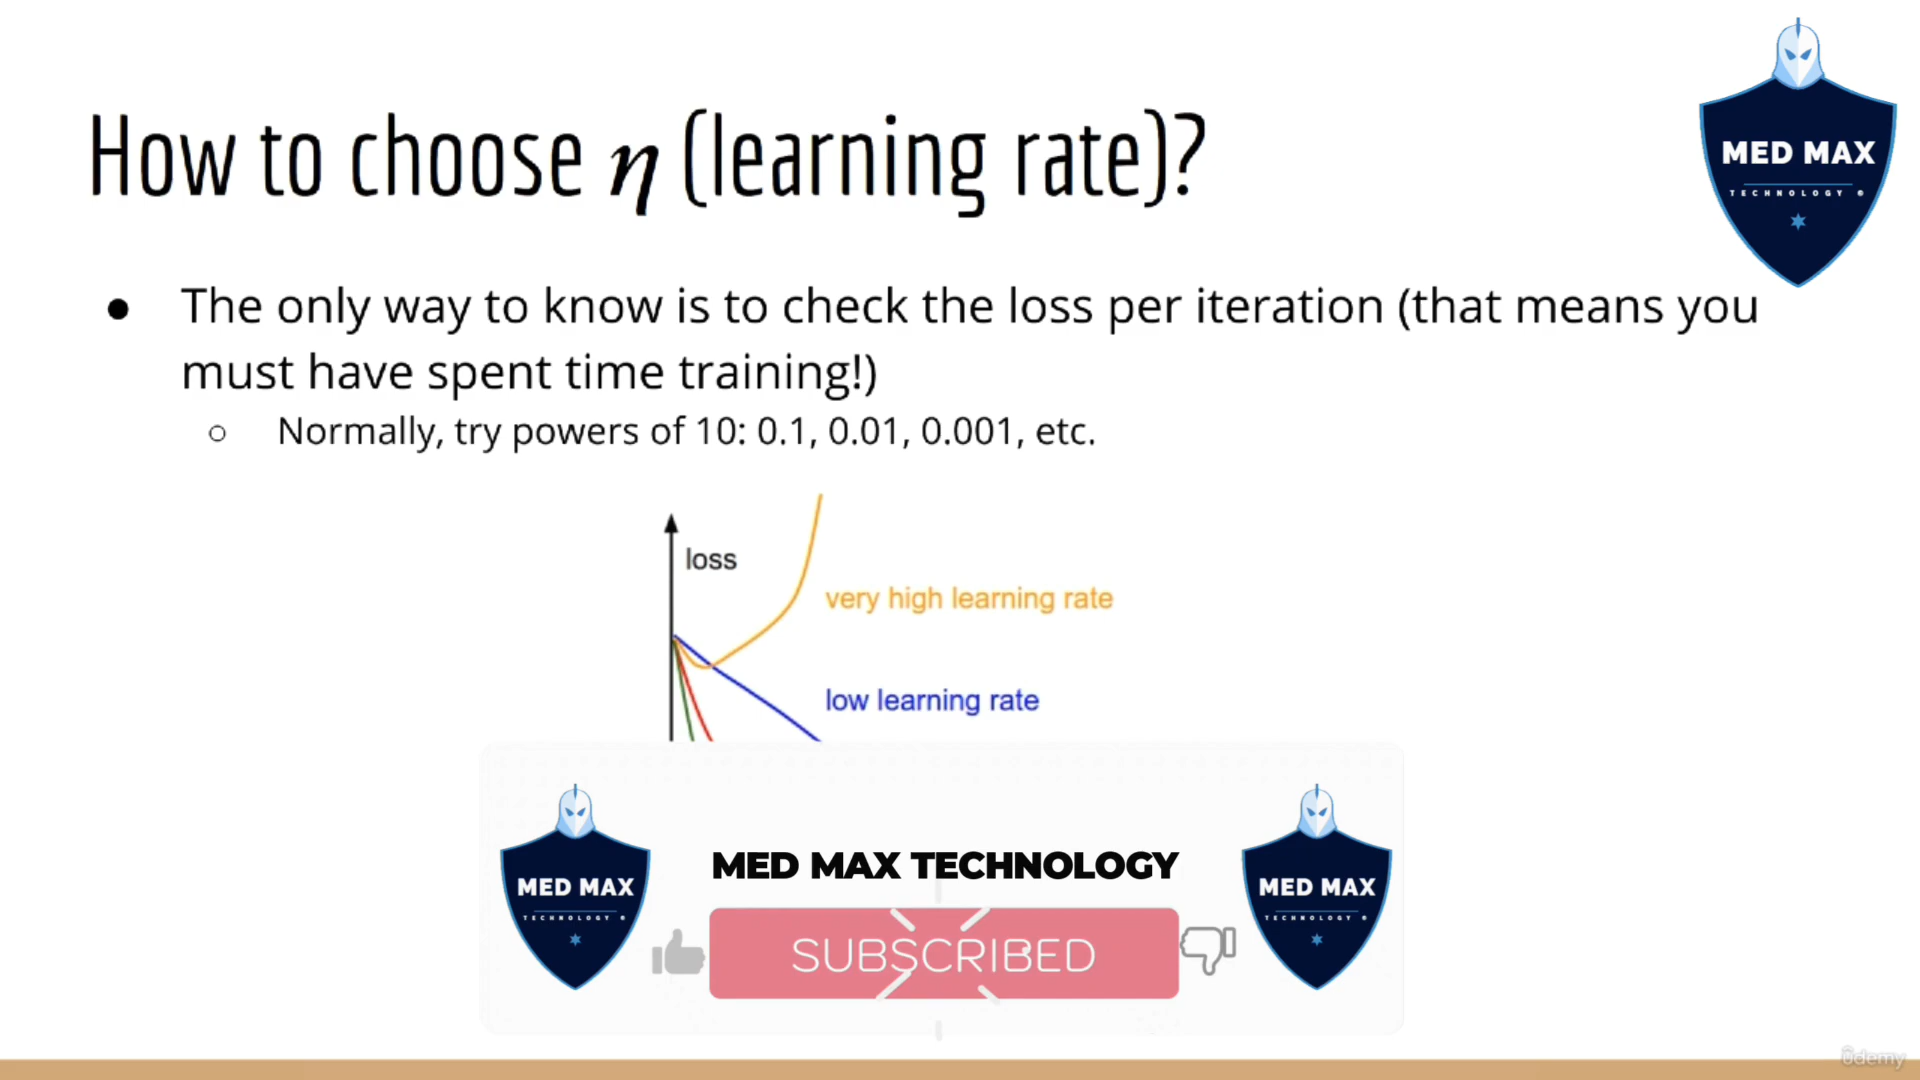 How to choose η (learning rate)?
MED MAX
TECHNOLOGY ®
● The only way to know is to check the loss per iteration (that means you
must have spent time training!)
○ Normally, try powers of 10: 0.1, 0.01, 0.001, etc.
loss
very high learning rate
low learning rate
MED MAX TECHNOLOGY
MED MAX
TECHNOLOGY ®
MED MAX
TECHNOLOGY ®
SUBSCRIBED
ûdemy